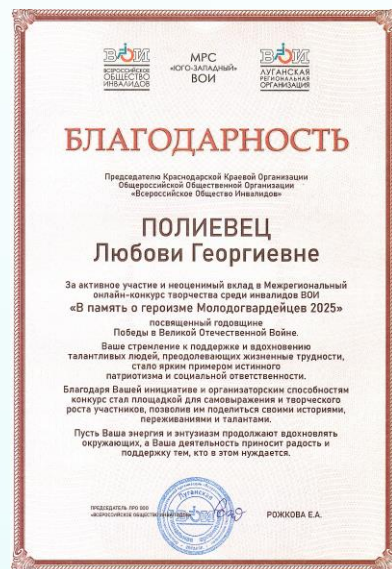 ВОИ
ВСЕРОССИЙСКОЕ
ОБЩЕСТВО
ИНВАЛИДОВ
МРС
«ЮГО-ЗАПАДНЫЙ»
ВОИ
ВОИ
ЛУГАНСКАЯ
РЕГИОНАЛЬНАЯ
ОРГАНИЗАЦИЯ
БЛАГОДАРНОСТЬ
Председателю Краснодарской Краевой Организации
Общероссийской Общественной Организации
«Всероссийское Общество Инвалидов»
ПОЛИЕВЕЦ
Любови Георгиевне
За активное участие и неоценимый вклад в Межрегиональный
онлайн-конкурс творчества среди инвалидов ВОИ
«В память о героизме Молодогвардейцев 2025»
посвященный годовщине
Победы в Великой Отечественной Войне.
Ваше стремление к поддержке и вдохновению
талантливых людей, преодолевающих жизненные трудности,
стало ярким примером истинного
патриотизма и социальной ответственности.
Благодаря Вашей инициативе и организаторским способностям
конкурс стал площадкой для самовыражения и творческого
роста участников, позволив им поделиться своими историями,
переживаниями и талантами.
Пусть Ваша энергия и энтузиазм продолжают вдохновлять
окружающих, а Ваша деятельность приносит радость и
поддержку тем, кто в этом нуждается.
ПРЕДСЕДАТЕЛЬ ЛРО ООО
«ВСЕРОССИЙСКОЕ ОБЩЕСТВО ИНВАЛИДОВ»
РОЖКОВА Е.А.
Луганская
ВОИ